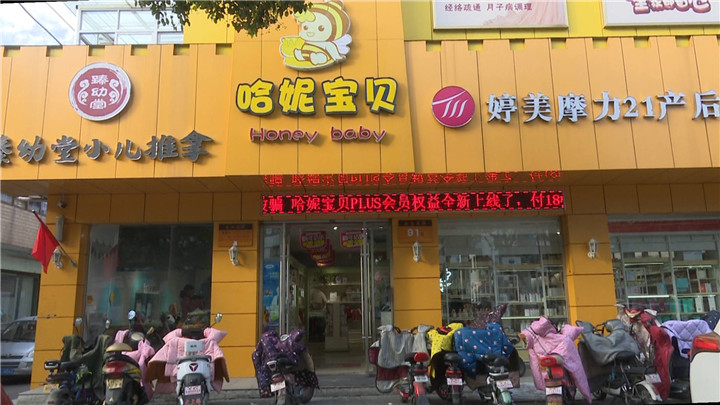 经络疏通 月子病调理
臻幼堂
臻幼堂小儿推拿
哈妮宝贝
Honey baby
婷美摩力21产后
哈妮宝贝PLUS会员权益全新上线了，付18
91